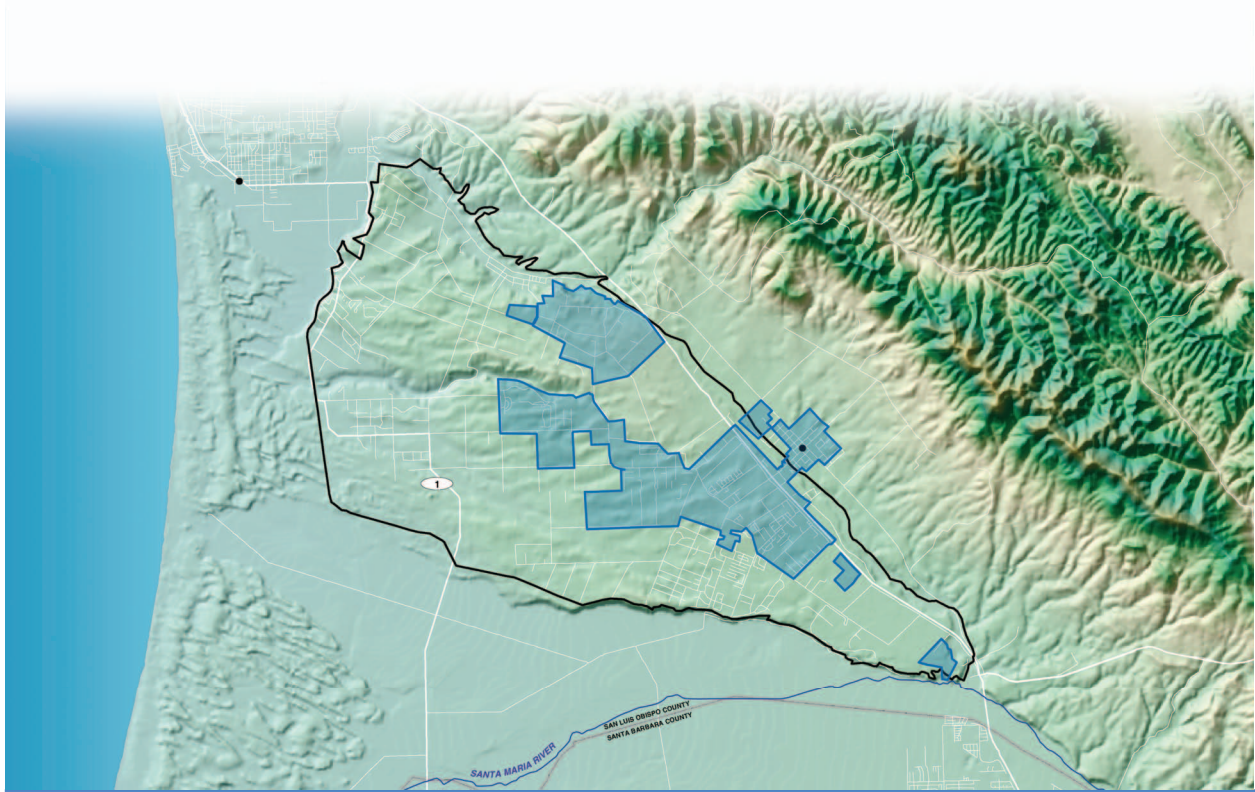 1
SAN LUIS OBISPO COUNTY
SANTA BARBARA COUNTY
SANTA MARIA RIVER